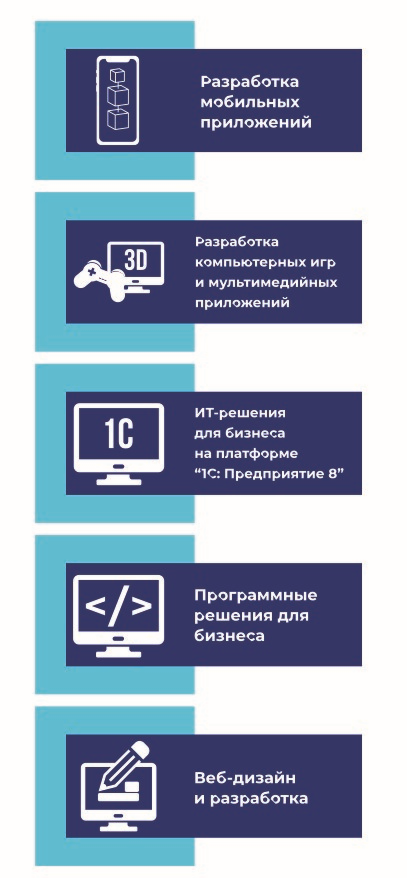 Разработка
мобильных
приложений
3D
Разработка
компьютерных игр
и мультимедийных
приложений
1С
ИТ-решения
для бизнеса
на платформе
“1С: Предприятие 8”
</>
Программные
решения для
бизнеса
Веб-дизайн
и разработка